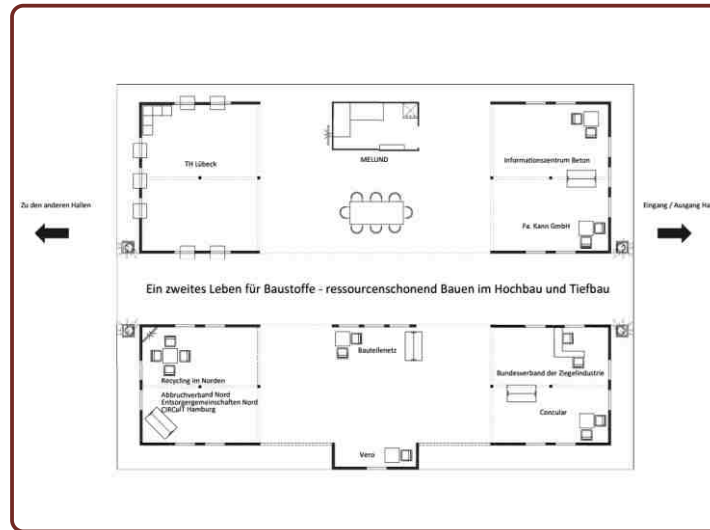 MELUND
TH Lübeck
Informationszentrum Beton
Zu den anderen Hallen
Fa. Kann GmbH
Eingang / Ausgang Ha
Ein zweites Leben für Baustoffe - ressourcenschonend Bauen im Hochbau und Tiefbau
Bauteilenetz
Recycling im Norden
Bundesverband der Ziegelindustrie
Abbruchverband Nord
Entsorgergemeinschaften Nord
CIRCuIT Hamburg
Concular
Vero